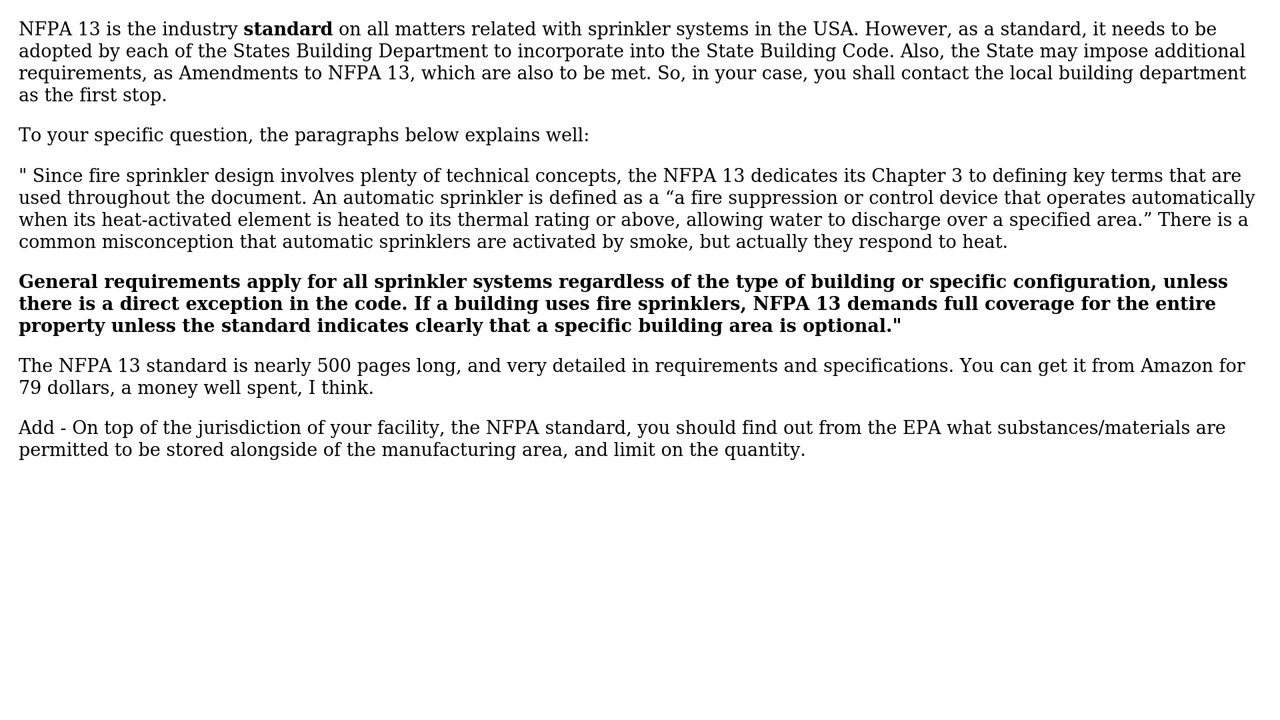 NFPA 13 is the industry standard on all matters related with sprinkler systems in the USA. However, as a standard, it needs to be
adopted by each of the States Building Department to incorporate into the State Building Code. Also, the State may impose additional
requirements, as Amendments to NFPA 13, which are also to be met. So, in your case, you shall contact the local building department
as the first stop.
To your specific question, the paragraphs below explains well:
" Since fire sprinkler design involves plenty of technical concepts, the NFPA 13 dedicates its Chapter 3 to defining key terms that are
used throughout the document. An automatic sprinkler is defined as a “a fire suppression or control device that operates automatically
when its heat-activated element is heated to its thermal rating or above, allowing water to discharge over a specified area.” There is a
common misconception that automatic sprinklers are activated by smoke, but actually they respond to heat.
General requirements apply for all sprinkler systems regardless of the type of building or specific configuration, unless
there is a direct exception in the code. If a building uses fire sprinklers, NFPA 13 demands full coverage for the entire
property unless the standard indicates clearly that a specific building area is optional."
The NFPA 13 standard is nearly 500 pages long, and very detailed in requirements and specifications. You can get it from Amazon for
79 dollars, a money well spent, I think.
Add - On top of the jurisdiction of your facility, the NFPA standard, you should find out from the EPA what substances/materials are
permitted to be stored alongside of the manufacturing area, and limit on the quantity.